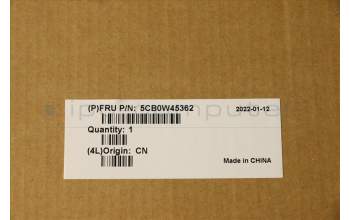 (P)FRU P/N: 5CB0W45362 2022-01-12
Quantity: 1
(4L)Origin: CN
Made in CHINA